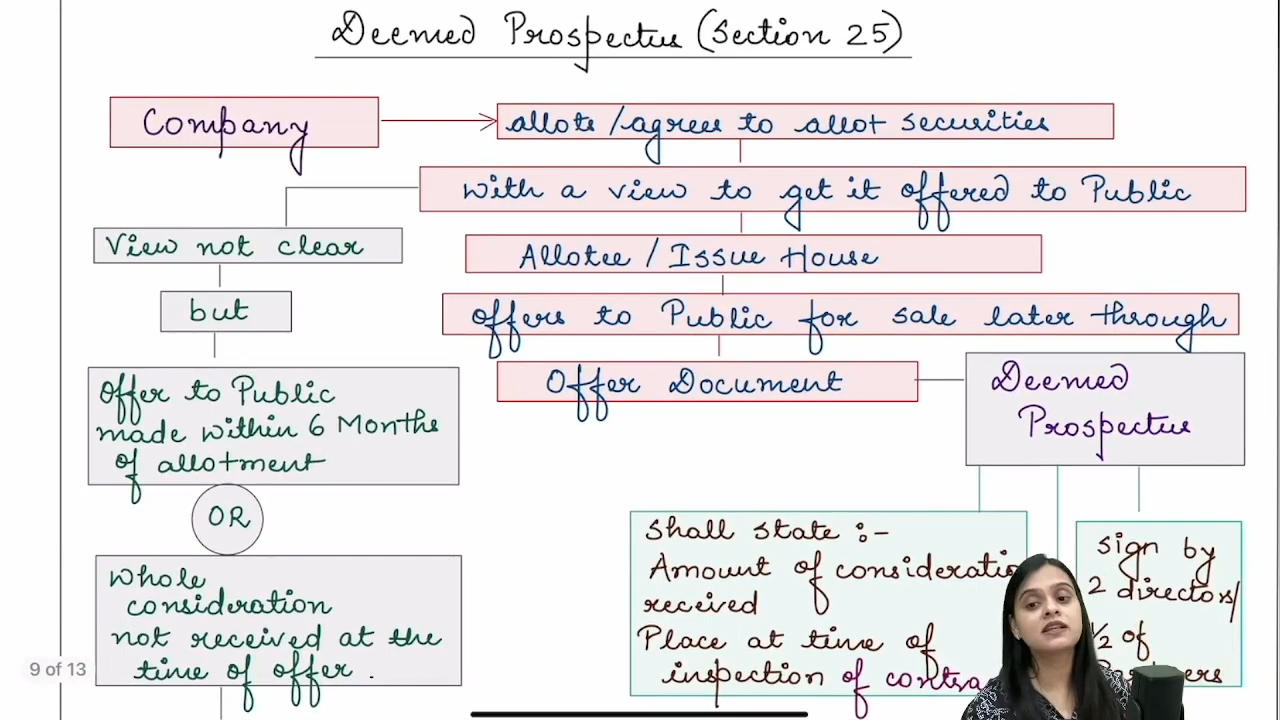 Deemed Prospectus (Section 25)
Company
allots/agrees to allot securities
with a view to get it offered to Public
View not clear
Allotee / Issue House
but
offers to Public for sale later through
Offer Document
Deemed
Prospectus
Offer to Public
made within 6 Months
of allotment
OR
Whole
consideration
not received at the
time of offer.
Shall state :-
Amount of consideration
received
Place at time of
inspection of contra
sign by
2 directors/
1/2 of
9 of 13